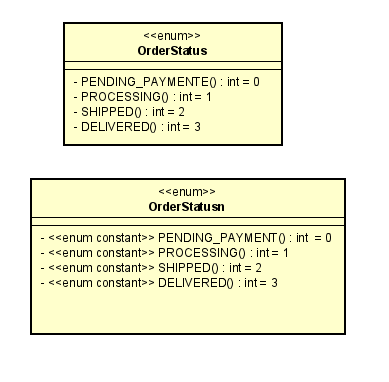 <<enum>>
OrderStatus
- PENDING_PAYMENTE() : int = 0
- PROCESSING() : int = 1
- SHIPPED() : int = 2
- DELIVERED() : int = 3
<<enum>>
OrderStatusn
- <<enum constant>> PENDING_PAYMENT() : int = 0
- <<enum constant>> PROCESSING() : int = 1
- <<enum constant>> SHIPPED() : int = 2
- <<enum constant>> DELIVERED() : int = 3